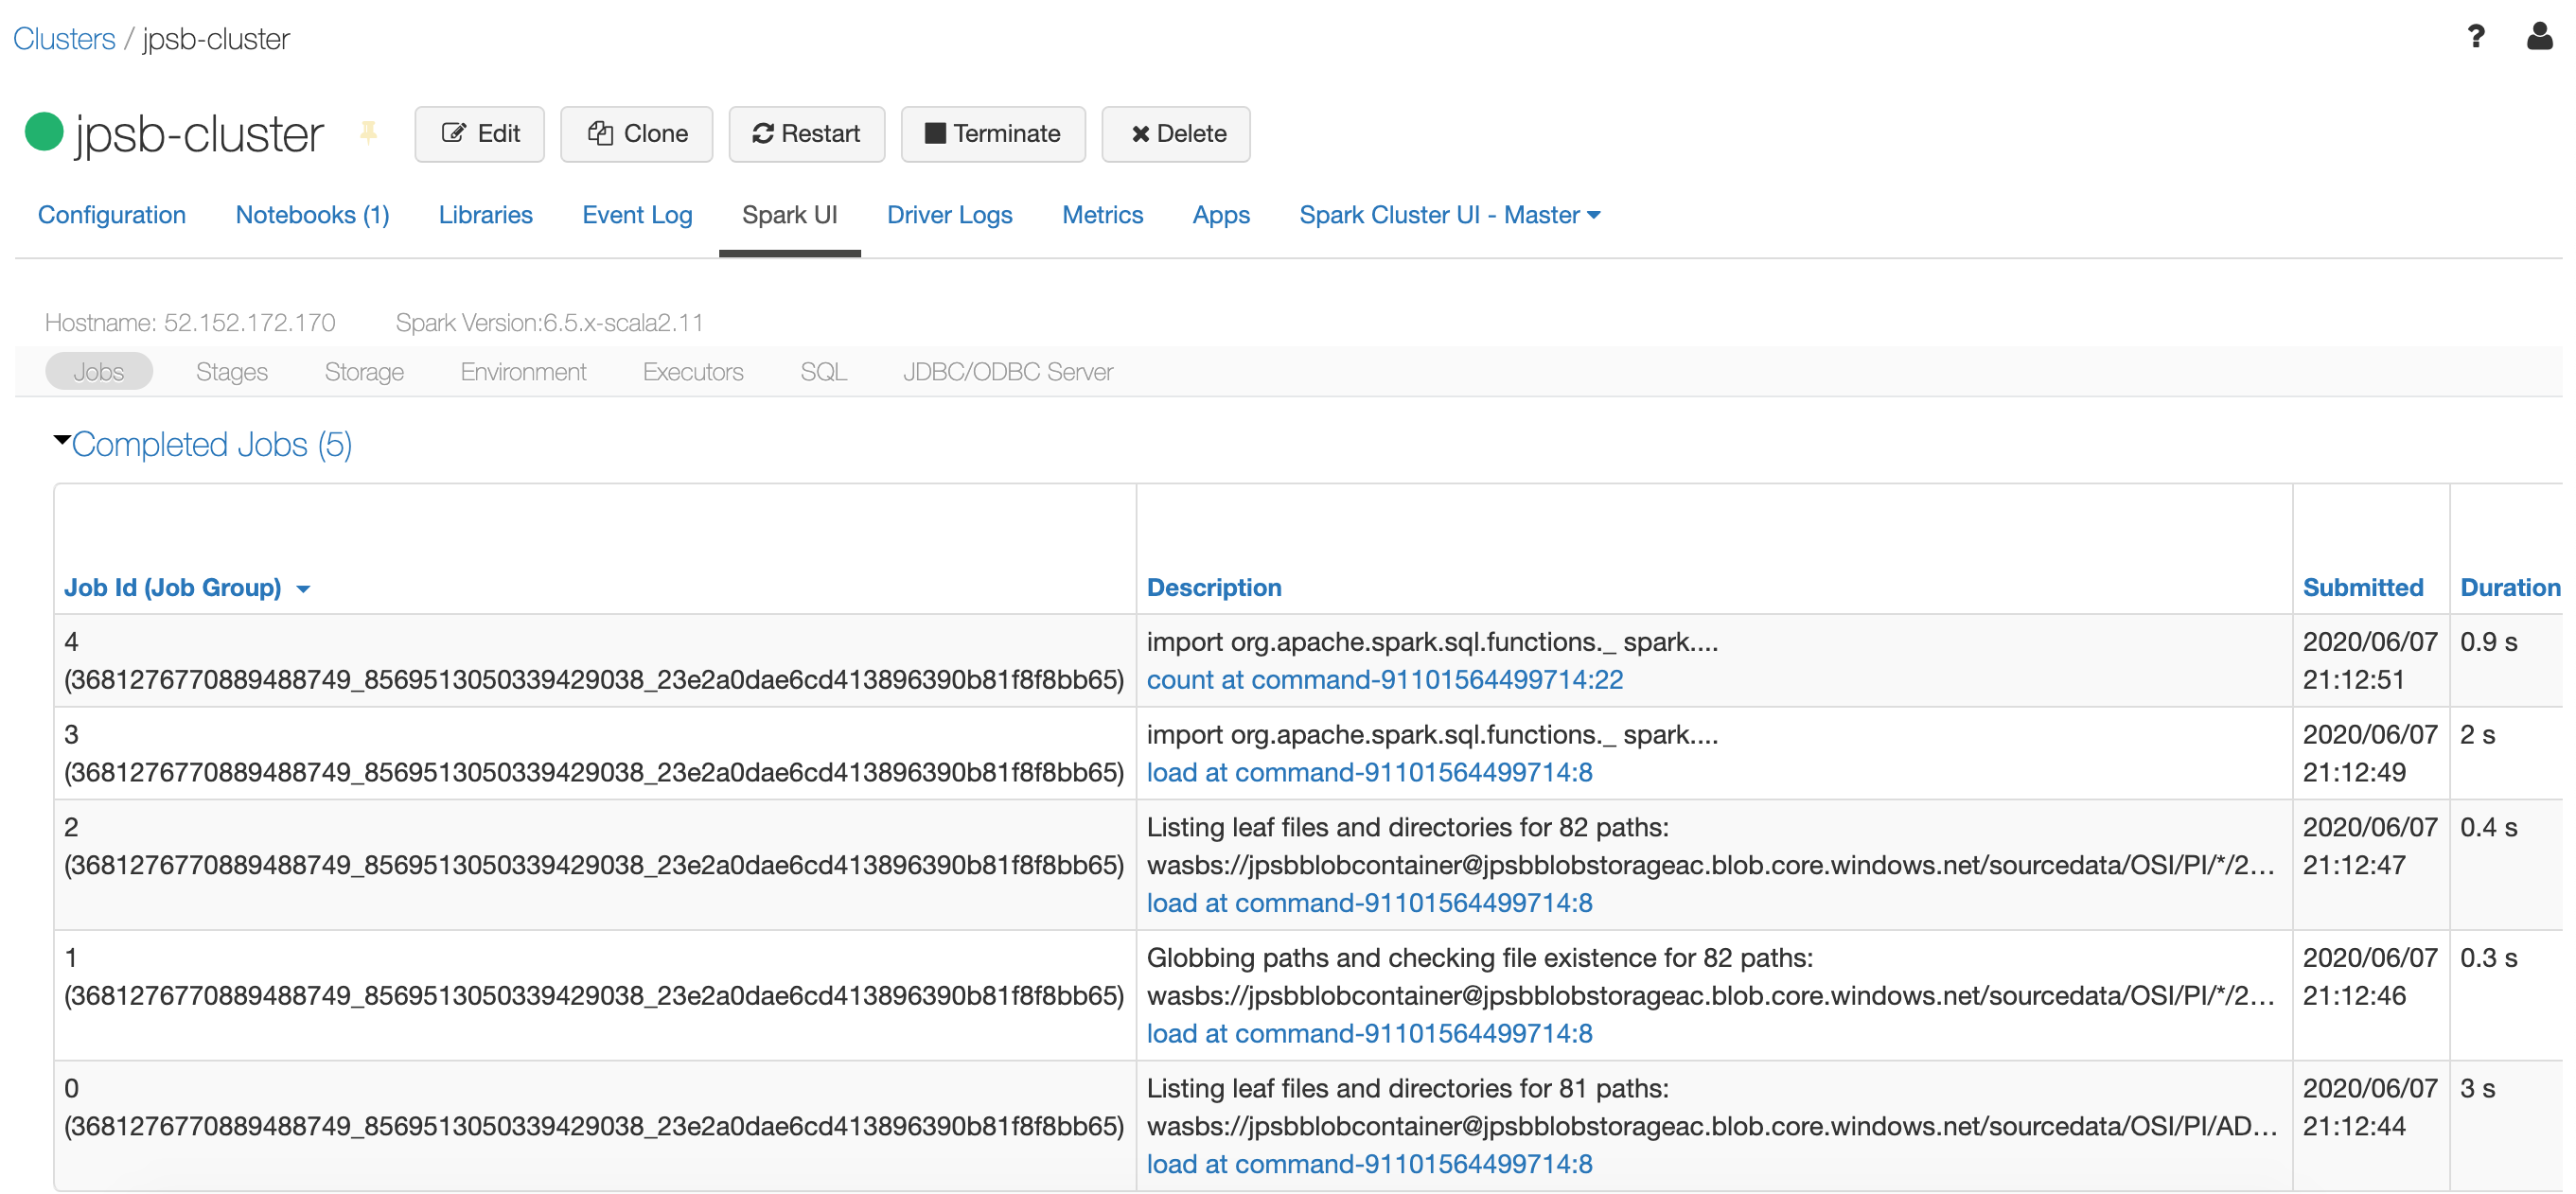 Clusters / jpsb-cluster
?
jpsb-cluster Edit Clone Restart Terminate Delete
Configuration Notebooks (1) Libraries Event Log Spark UI Driver Logs Metrics Apps Spark Cluster UI - Master
Hostname: 52.152.172.170 Spark Version:6.5.x-scala2.11
Jobs Stages Storage Environment Executors SQL JDBC/ODBC Server
Completed Jobs (5)
Job Id (Job Group) Description Submitted Duration
4 import org.apache.spark.sql.functions._ spark.... 2020/06/07 0.9 s
(3681276770889488749_8569513050339429038_23e2a0dae6cd413896390b81f8f8bb65) count at command-91101564499714:22 21:12:51
3 import org.apache.spark.sql.functions._ spark.... 2020/06/07 2 s
(3681276770889488749_8569513050339429038_23e2a0dae6cd413896390b81f8f8bb65) load at command-91101564499714:8 21:12:49
2 Listing leaf files and directories for 82 paths: 2020/06/07 0.4 s
(3681276770889488749_8569513050339429038_23e2a0dae6cd413896390b81f8f8bb65) wasbs://jpsbblobcontainer@jpsbblobstorageac.blob.core.windows.net/sourcedata/OSI/PI/*/2... 21:12:47
load at command-91101564499714:8
1 Globbing paths and checking file existence for 82 paths: 2020/06/07 0.3 s
(3681276770889488749_8569513050339429038_23e2a0dae6cd413896390b81f8f8bb65) wasbs://jpsbblobcontainer@jpsbblobstorageac.blob.core.windows.net/sourcedata/OSI/PI/*/2... 21:12:46
load at command-91101564499714:8
0 Listing leaf files and directories for 81 paths: 2020/06/07 3 s
(3681276770889488749_8569513050339429038_23e2a0dae6cd413896390b81f8f8bb65) wasbs://jpsbblobcontainer@jpsbblobstorageac.blob.core.windows.net/sourcedata/OSI/PI/AD... 21:12:44
load at command-91101564499714:8